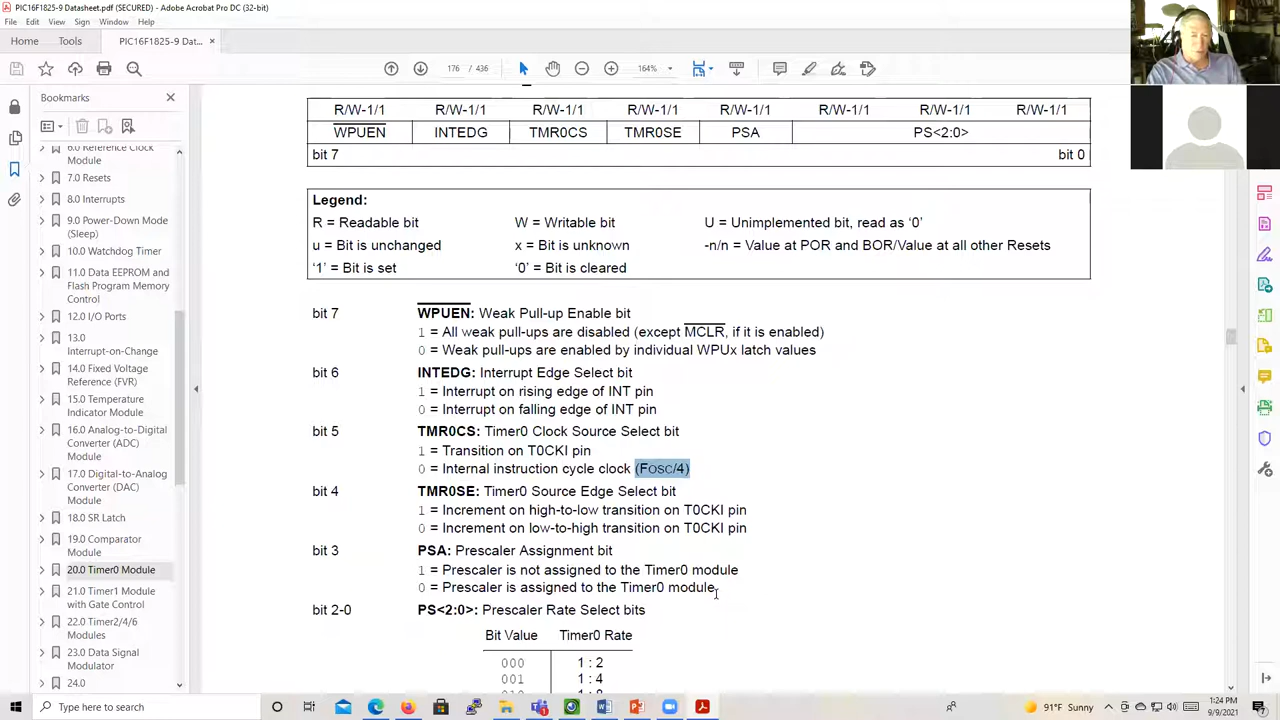 PIC16F1825-9 Datasheet.pdf (SECURED) - Adobe Acrobat Pro DC (32-bit)
File Edit View Sign Window Help
Home Tools PIC16F1825-9 Dat... ×
176 / 436 164%
Bookmarks
6.0 Reference Clock
Module
7.0 Resets
8.0 Interrupts
9.0 Power-Down Mode
(Sleep)
10.0 Watchdog Timer
11.0 Data EEPROM and
Flash Program Memory
Control
12.0 I/O Ports
13.0
Interrupt-on-Change
14.0 Fixed Voltage
Reference (FVR)
15.0 Temperature
Indicator Module
16.0 Analog-to-Digital
Converter (ADC)
Module
17.0 Digital-to-Analog
Converter (DAC)
Module
18.0 SR Latch
19.0 Comparator
Module
20.0 Timer0 Module
21.0 Timer1 Module
with Gate Control
22.0 Timer2/4/6
Modules
23.0 Data Signal
Modulator
24.0
R/W-1/1 R/W-1/1 R/W-1/1 R/W-1/1 R/W-1/1 R/W-1/1 R/W-1/1 R/W-1/1
WPUEN INTEDG TMR0CS TMR0SE PSA PS<2:0>
bit 7 bit 0
Legend:
R = Readable bit W = Writable bit U = Unimplemented bit, read as ‘0’
u = Bit is unchanged x = Bit is unknown -n/n = Value at POR and BOR/Value at all other Resets
‘1’ = Bit is set ‘0’ = Bit is cleared
bit 7 WPUEN: Weak Pull-up Enable bit
1 = All weak pull-ups are disabled (except MCLR, if it is enabled)
0 = Weak pull-ups are enabled by individual WPUx latch values
bit 6 INTEDG: Interrupt Edge Select bit
1 = Interrupt on rising edge of INT pin
0 = Interrupt on falling edge of INT pin
bit 5 TMR0CS: Timer0 Clock Source Select bit
1 = Transition on T0CKI pin
0 = Internal instruction cycle clock (FOSC/4)
bit 4 TMR0SE: Timer0 Source Edge Select bit
1 = Increment on high-to-low transition on T0CKI pin
0 = Increment on low-to-high transition on T0CKI pin
bit 3 PSA: Prescaler Assignment bit
1 = Prescaler is not assigned to the Timer0 module
0 = Prescaler is assigned to the Timer0 module
bit 2-0 PS<2:0>: Prescaler Rate Select bits
Bit Value Timer0 Rate
000 1 : 2
001 1 : 4
Type here to search
91°F Sunny
1:24 PM
9/9/2021